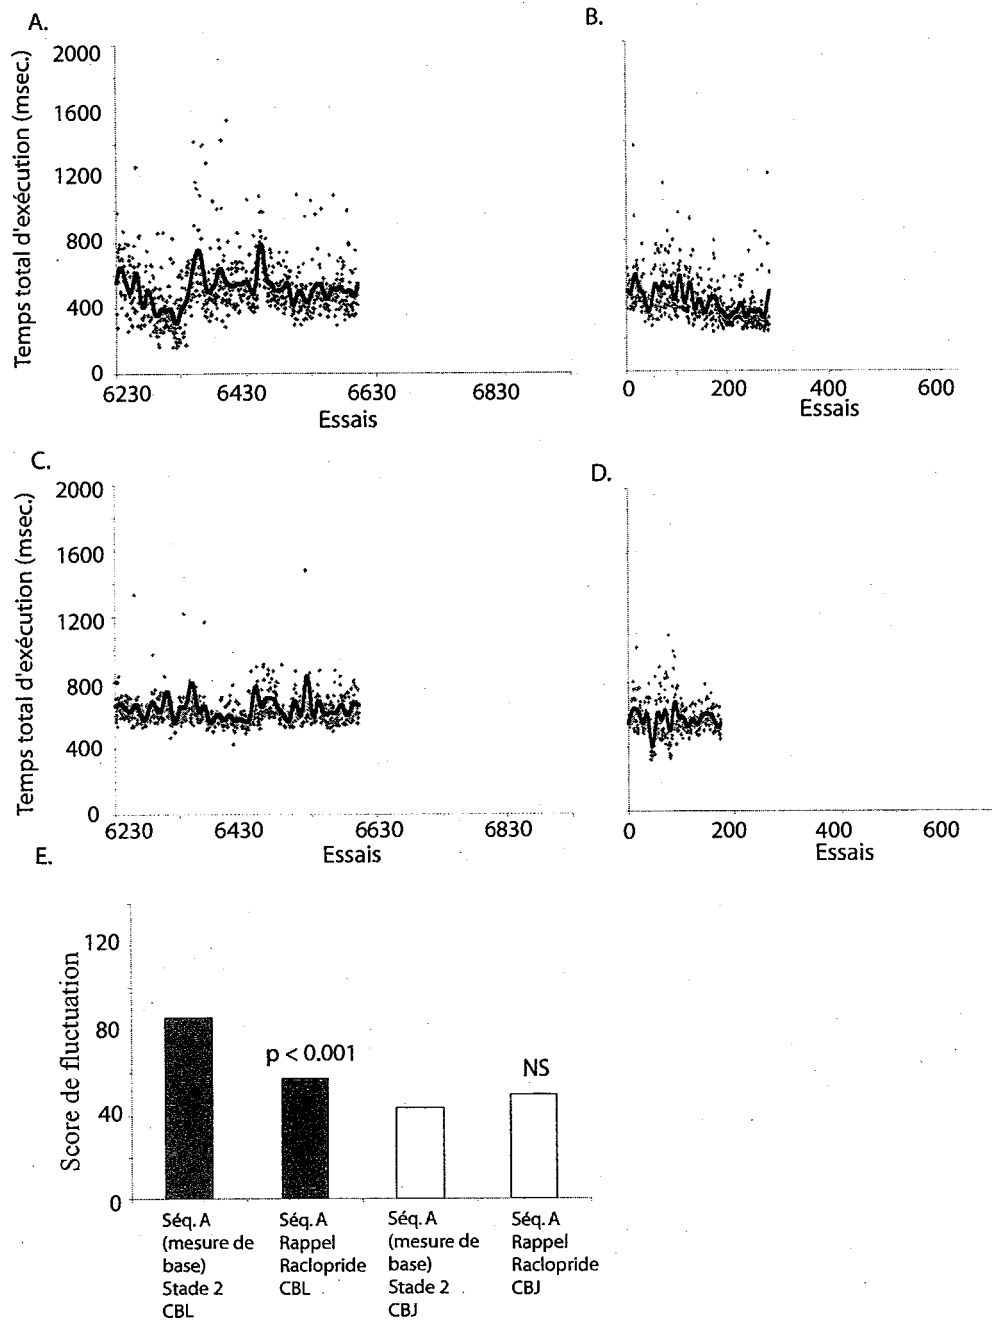 A.
Temps total d'exécution (msec.)
2000
1600
1200
800
400
0
6230 6430 6630 6830
Essais
B.
0 200 400 600
Essais
C.
Temps total d'exécution (msec.)
2000
1600
1200
800
400
0
6230 6430 6630 6830
Essais
D.
0 200 400 600
Essais
E.
Score de fluctuation
120
80
40
0
p < 0.001
NS
Séq. A
(mesure de
base)
Stade 2
CBL
Séq. A
Rappel
Raclopride
CBL
Séq. A
(mesure de
base)
Stade 2
CBJ
Séq. A
Rappel
Raclopride
CBJ